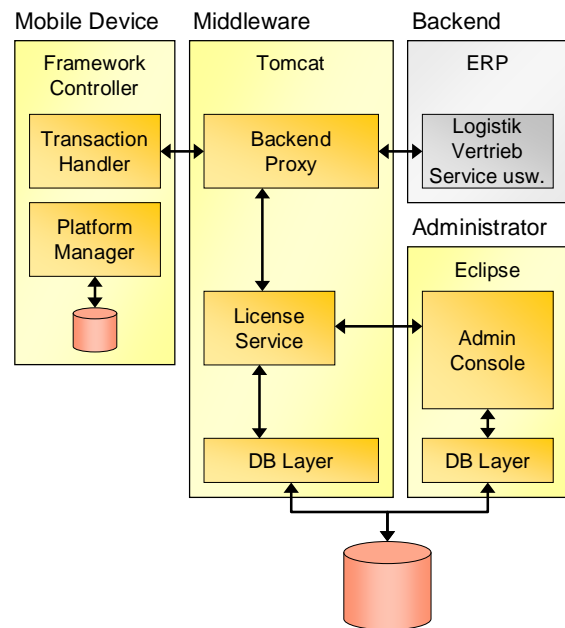 Mobile Device
Framework
Controller
Transaction
Handler
Platform
Manager
Middleware
Tomcat
Backend
Proxy
License
Service
DB Layer
Backend
ERP
Logistik
Vertrieb
Service usw.
Administrator
Eclipse
Admin
Console
DB Layer